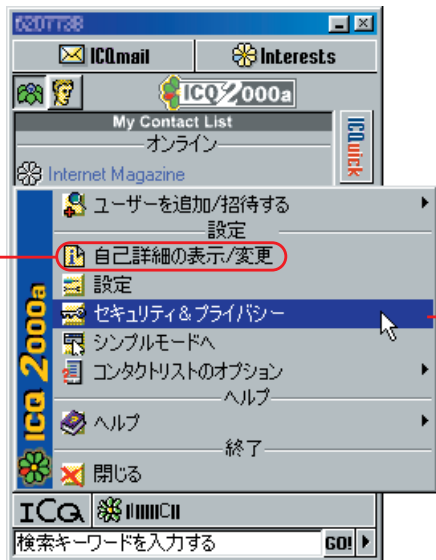 6207738
ICQmail
Interests
ICQ 2000a
My Contact List
ICQuick
オンライン
Internet Magazine
ユーザーを追加/招待する
設定
自己詳細の表示/変更
設定
セキュリティ&プライバシー
シンプルモードへ
コンタクトリストのオプション
ヘルプ
ヘルプ
終了
閉じる
ICQ 2000a
ICQ
検索キーワードを入力する
GO!